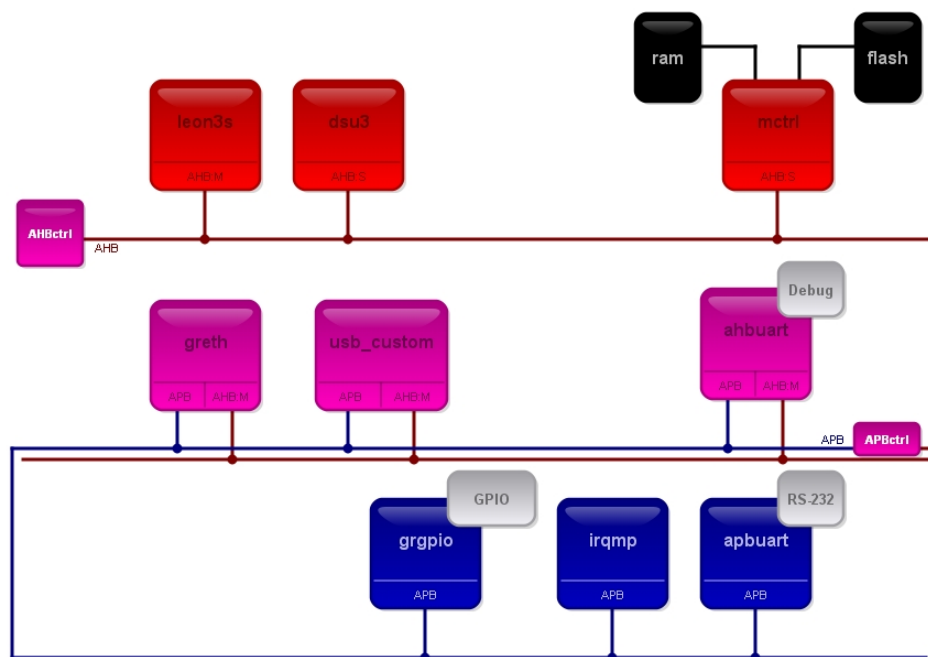 ram
flash
leon3s
dsu3
mctrl
AHB:M
AHB:S
AHB:S
AHBctrl
AHB
Debug
greth
usb_custom
ahbuart
APB
AHB:M
APB
AHB:M
APB
AHB:M
APB
APBctrl
GPIO
RS-232
grgpio
irqmp
apbuart
APB
APB
APB